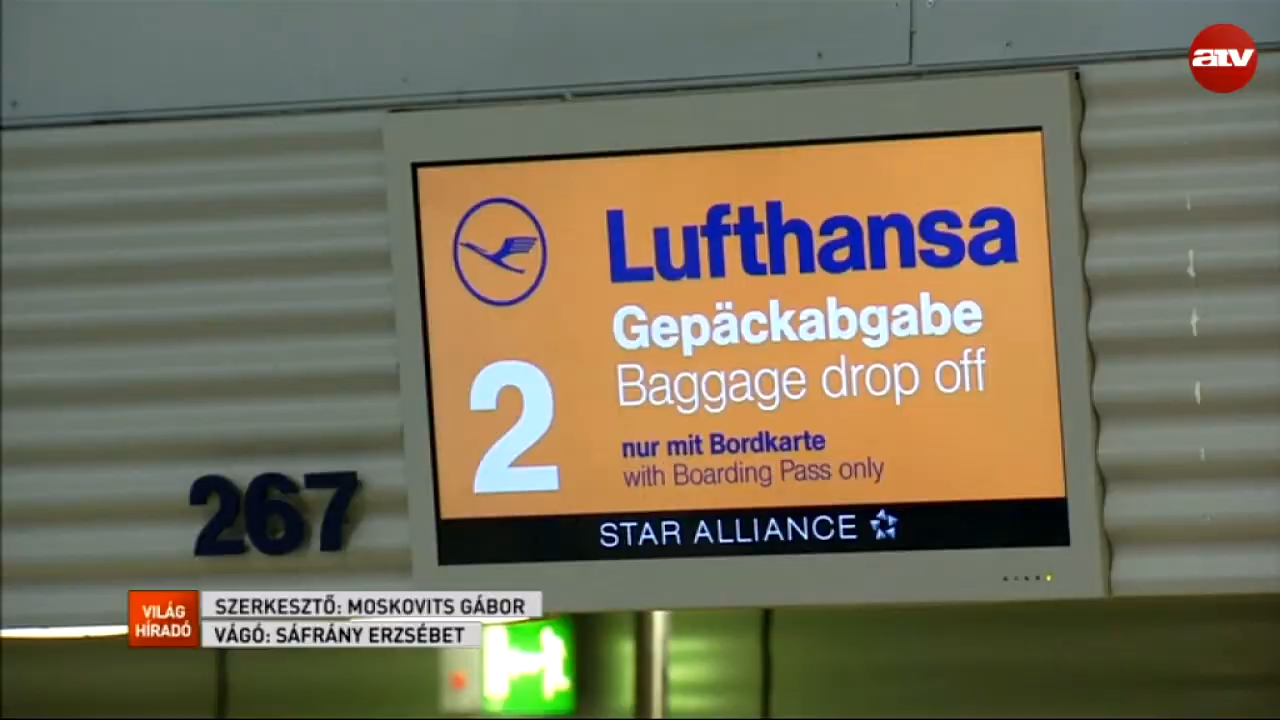 atv
Lufthansa
Gepäckabgabe
Baggage drop off
2
nur mit Bordkarte
with Boarding Pass only
STAR ALLIANCE
267
VILÁG
HÍRADÓ
SZERKESZTŐ: MOSKOVITS GÁBOR
VÁGÓ: SÁFRÁNY ERZSÉBET